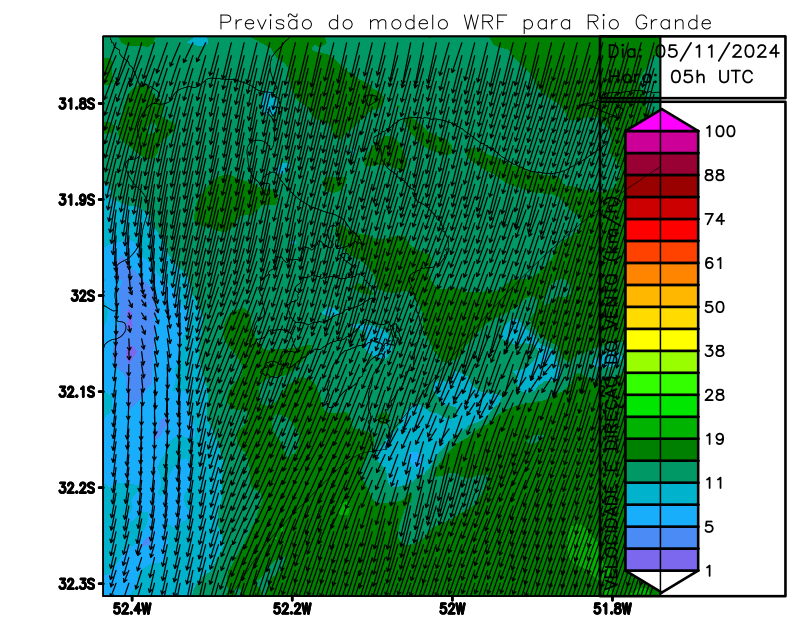 Previsão do modelo WRF para Rio Grande
Dia: 05/11/2024
Hora: 05h UTC
31.8S
31.9S
32S
32.1S
32.2S
32.3S
52.4W
52.2W
52W
51.8W
VELOCIDADE E DIREÇÃO DO VENTO (km/h)
100
88
74
61
50
38
28
19
11
5
1